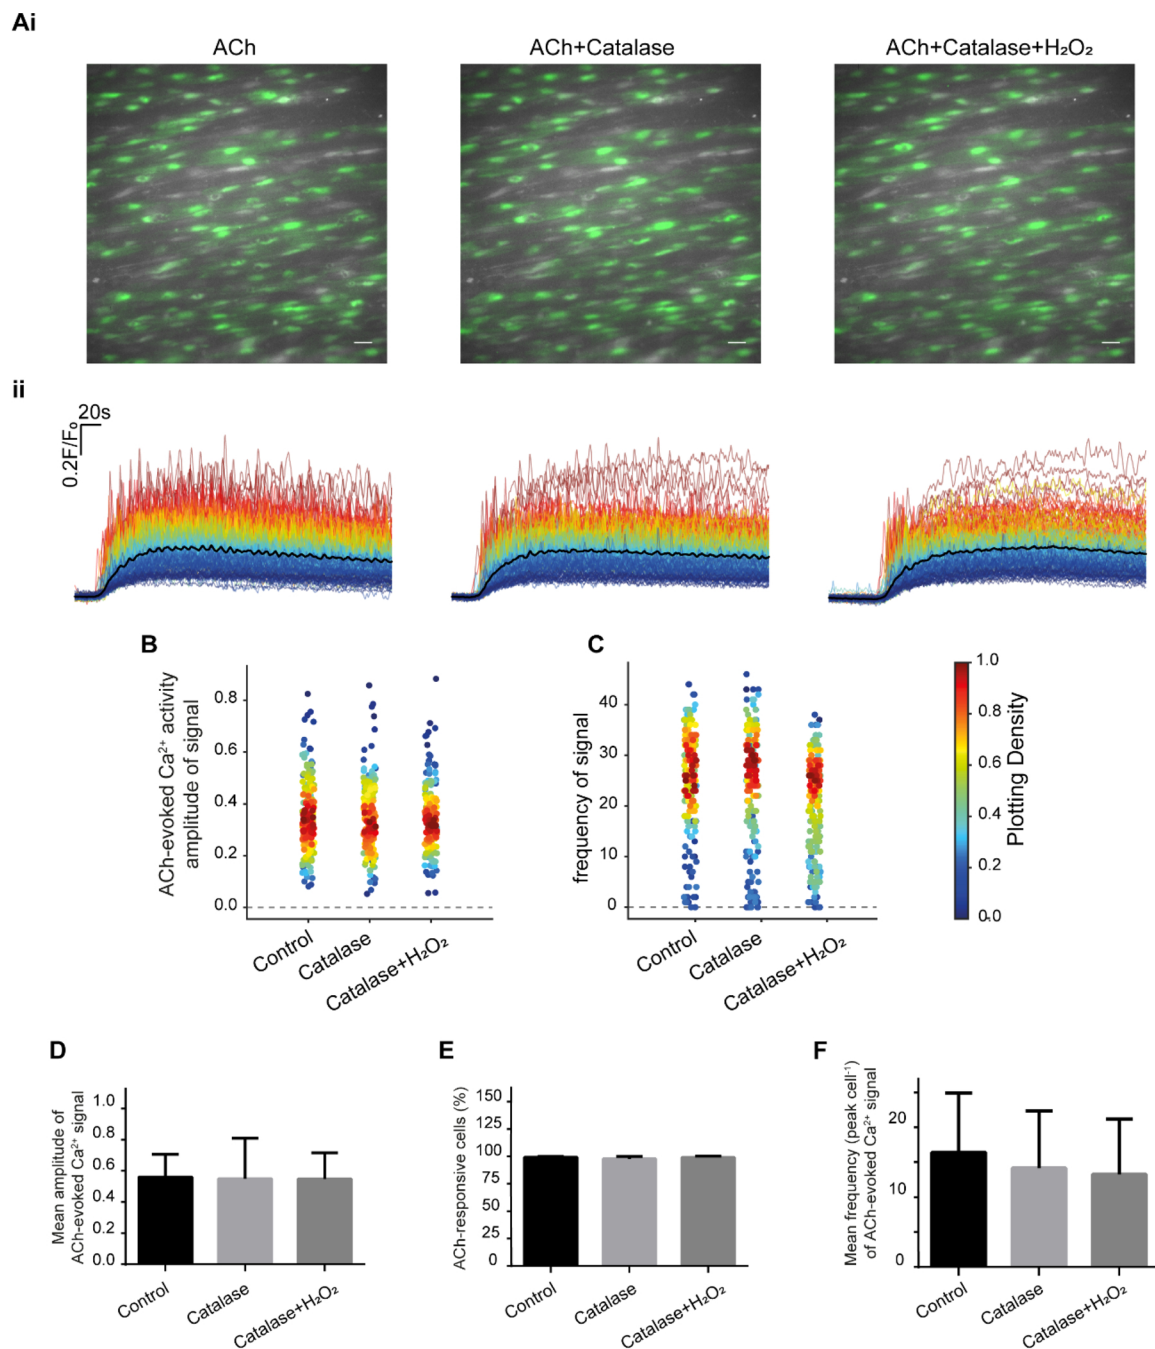 Ai
ACh
ACh+Catalase
ACh+Catalase+H₂O₂
ii
20s
0.2F/F₀
B
C
ACh-evoked Ca²⁺ activity
amplitude of signal
0.8
0.6
0.4
0.2
0.0
Control
Catalase
Catalase+H₂O₂
frequency of signal
40
30
20
10
0
Control
Catalase
Catalase+H₂O₂
1.0
0.8
0.6
0.4
0.2
0.0
Plotting Density
D
E
F
Mean amplitude of
ACh-evoked Ca²⁺ signal
1.0
0.8
0.6
0.4
0.2
0.0
Control
Catalase
Catalase+H₂O₂
ACh-responsive cells (%)
150
125
100
75
50
25
0
Control
Catalase
Catalase+H₂O₂
Mean frequency (peak cell⁻¹)
of ACh-evoked Ca²⁺ signal
20
10
0
Control
Catalase
Catalase+H₂O₂